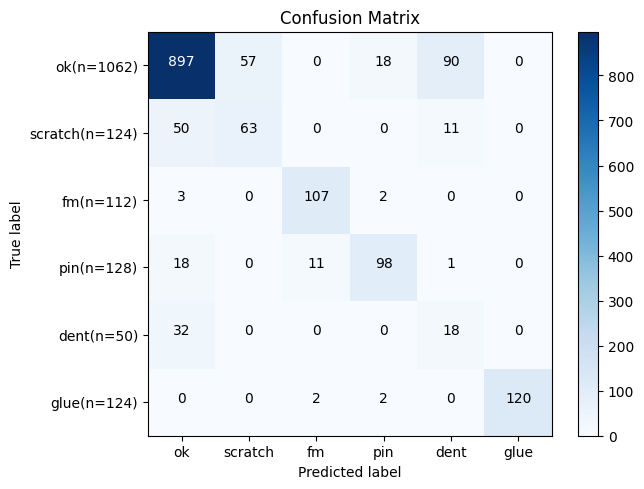 Confusion Matrix
ok(n=1062) 897 57 0 18 90 0
scratch(n=124) 50 63 0 0 11 0
fm(n=112) 3 0 107 2 0 0
pin(n=128) 18 0 11 98 1 0
dent(n=50) 32 0 0 0 18 0
glue(n=124) 0 0 2 2 0 120
ok scratch fm pin dent glue
Predicted label
True label
800
700
600
500
400
300
200
100
0